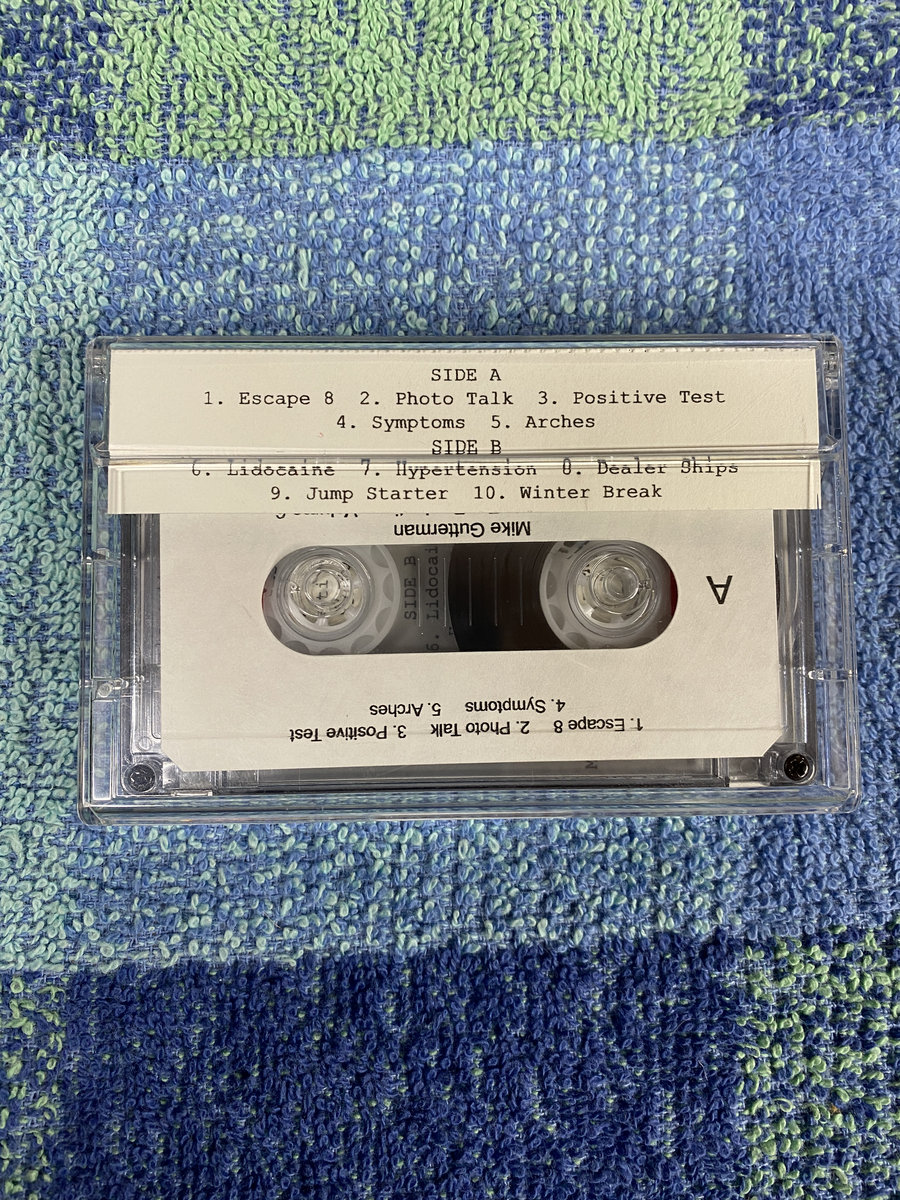 SIDE A
1. Escape 8 2. Photo Talk 3. Positive Test
4. Symptoms 5. Arches
SIDE B
6. Lidocaine 7. Hypertension 8. Dealer Ships
9. Jump Starter 10. Winter Break
Mike Gutterman
A
SIDE B
6. Lidocai
1. Escape 8 2. Photo Talk 3. Positive Test
4. Symptoms 5. Arches